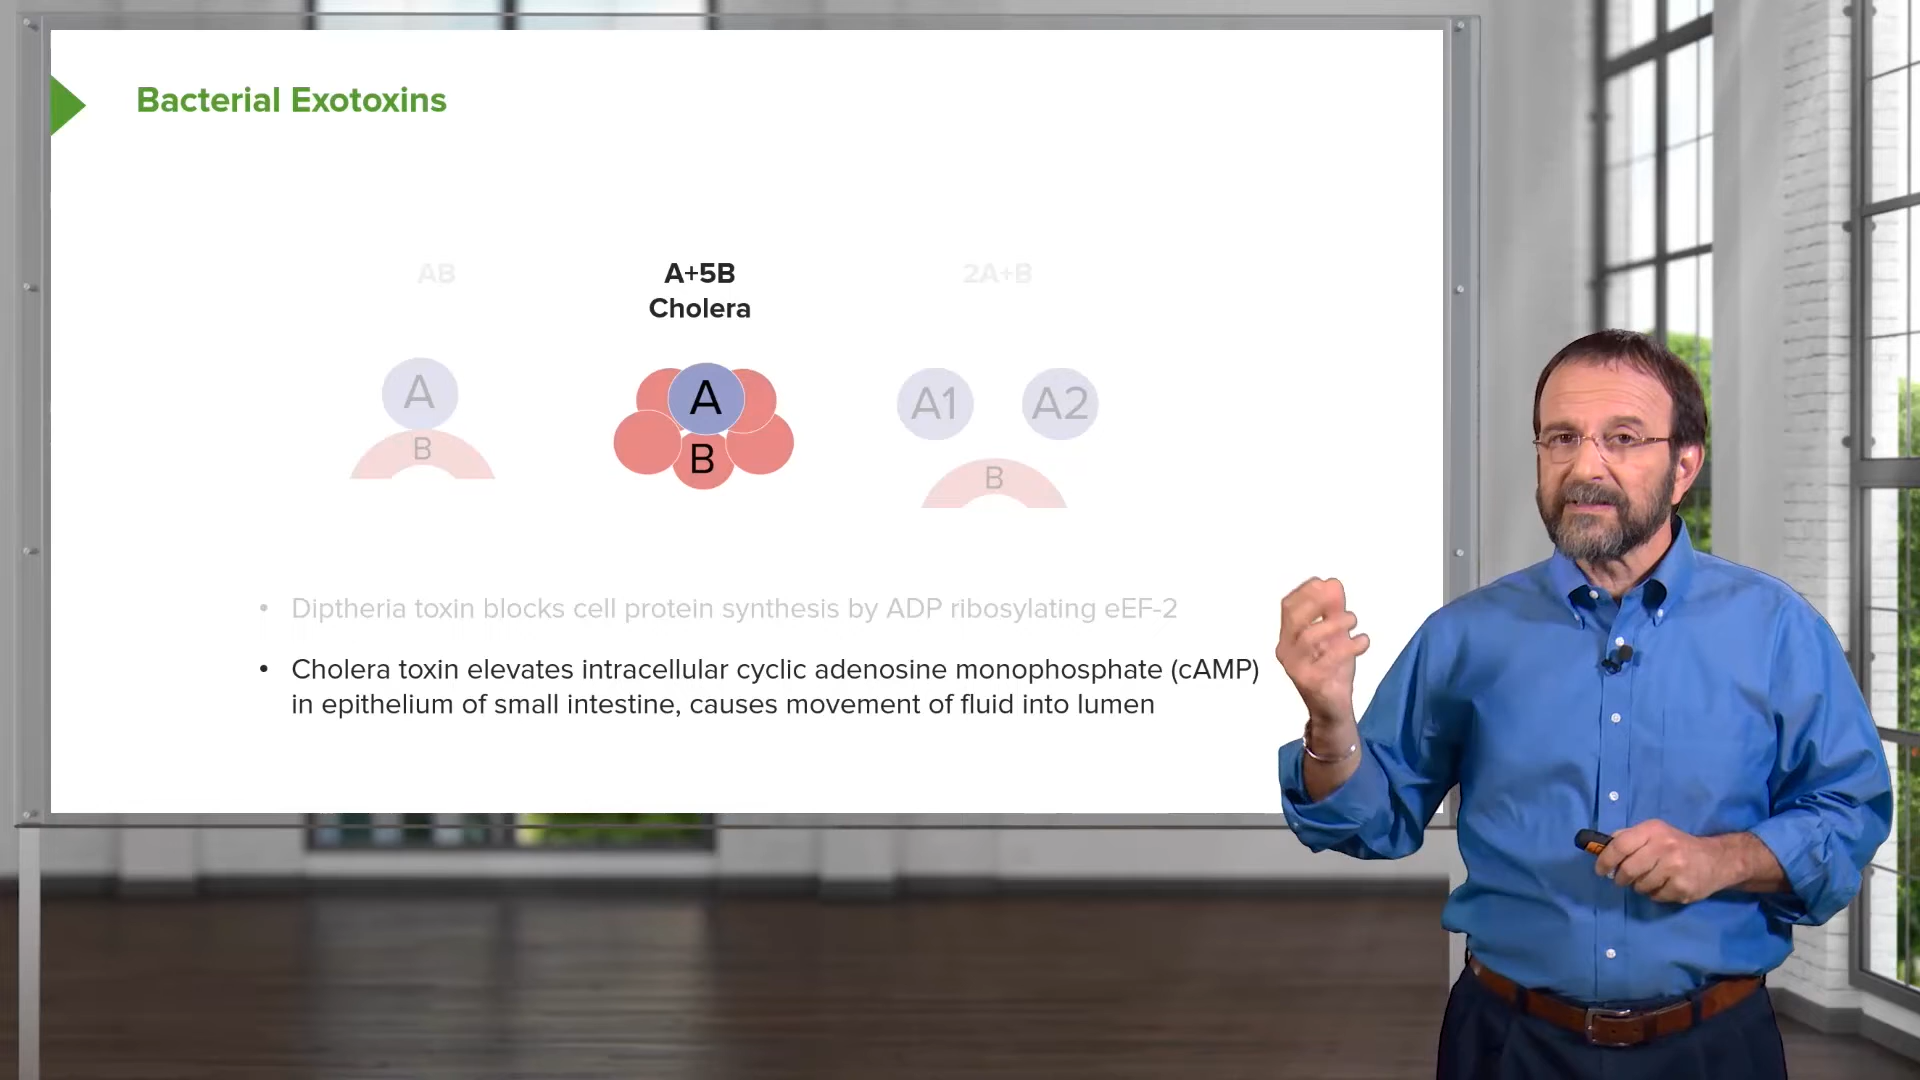 Bacterial Exotoxins
AB
A+5B
Cholera
2A+B
A
B
A
B
A1
A2
B
• Diptheria toxin blocks cell protein synthesis by ADP ribosylating eEF-2
• Cholera toxin elevates intracellular cyclic adenosine monophosphate (cAMP)
in epithelium of small intestine, causes movement of fluid into lumen